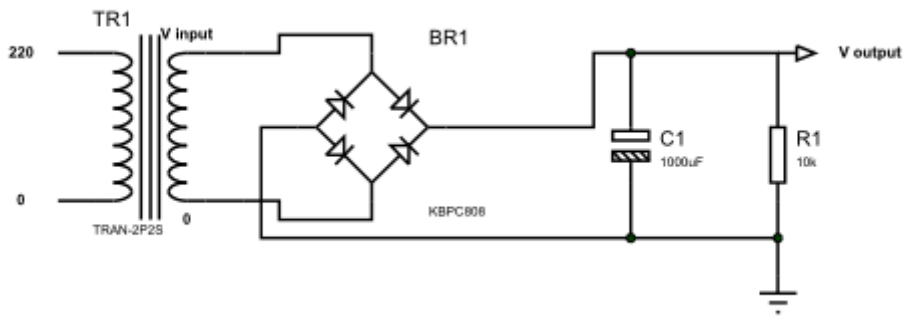 TR1
V input
BR1
220
V output
C1
1000uF
R1
10k
0
0
TRAN-2P2S
KBPC808